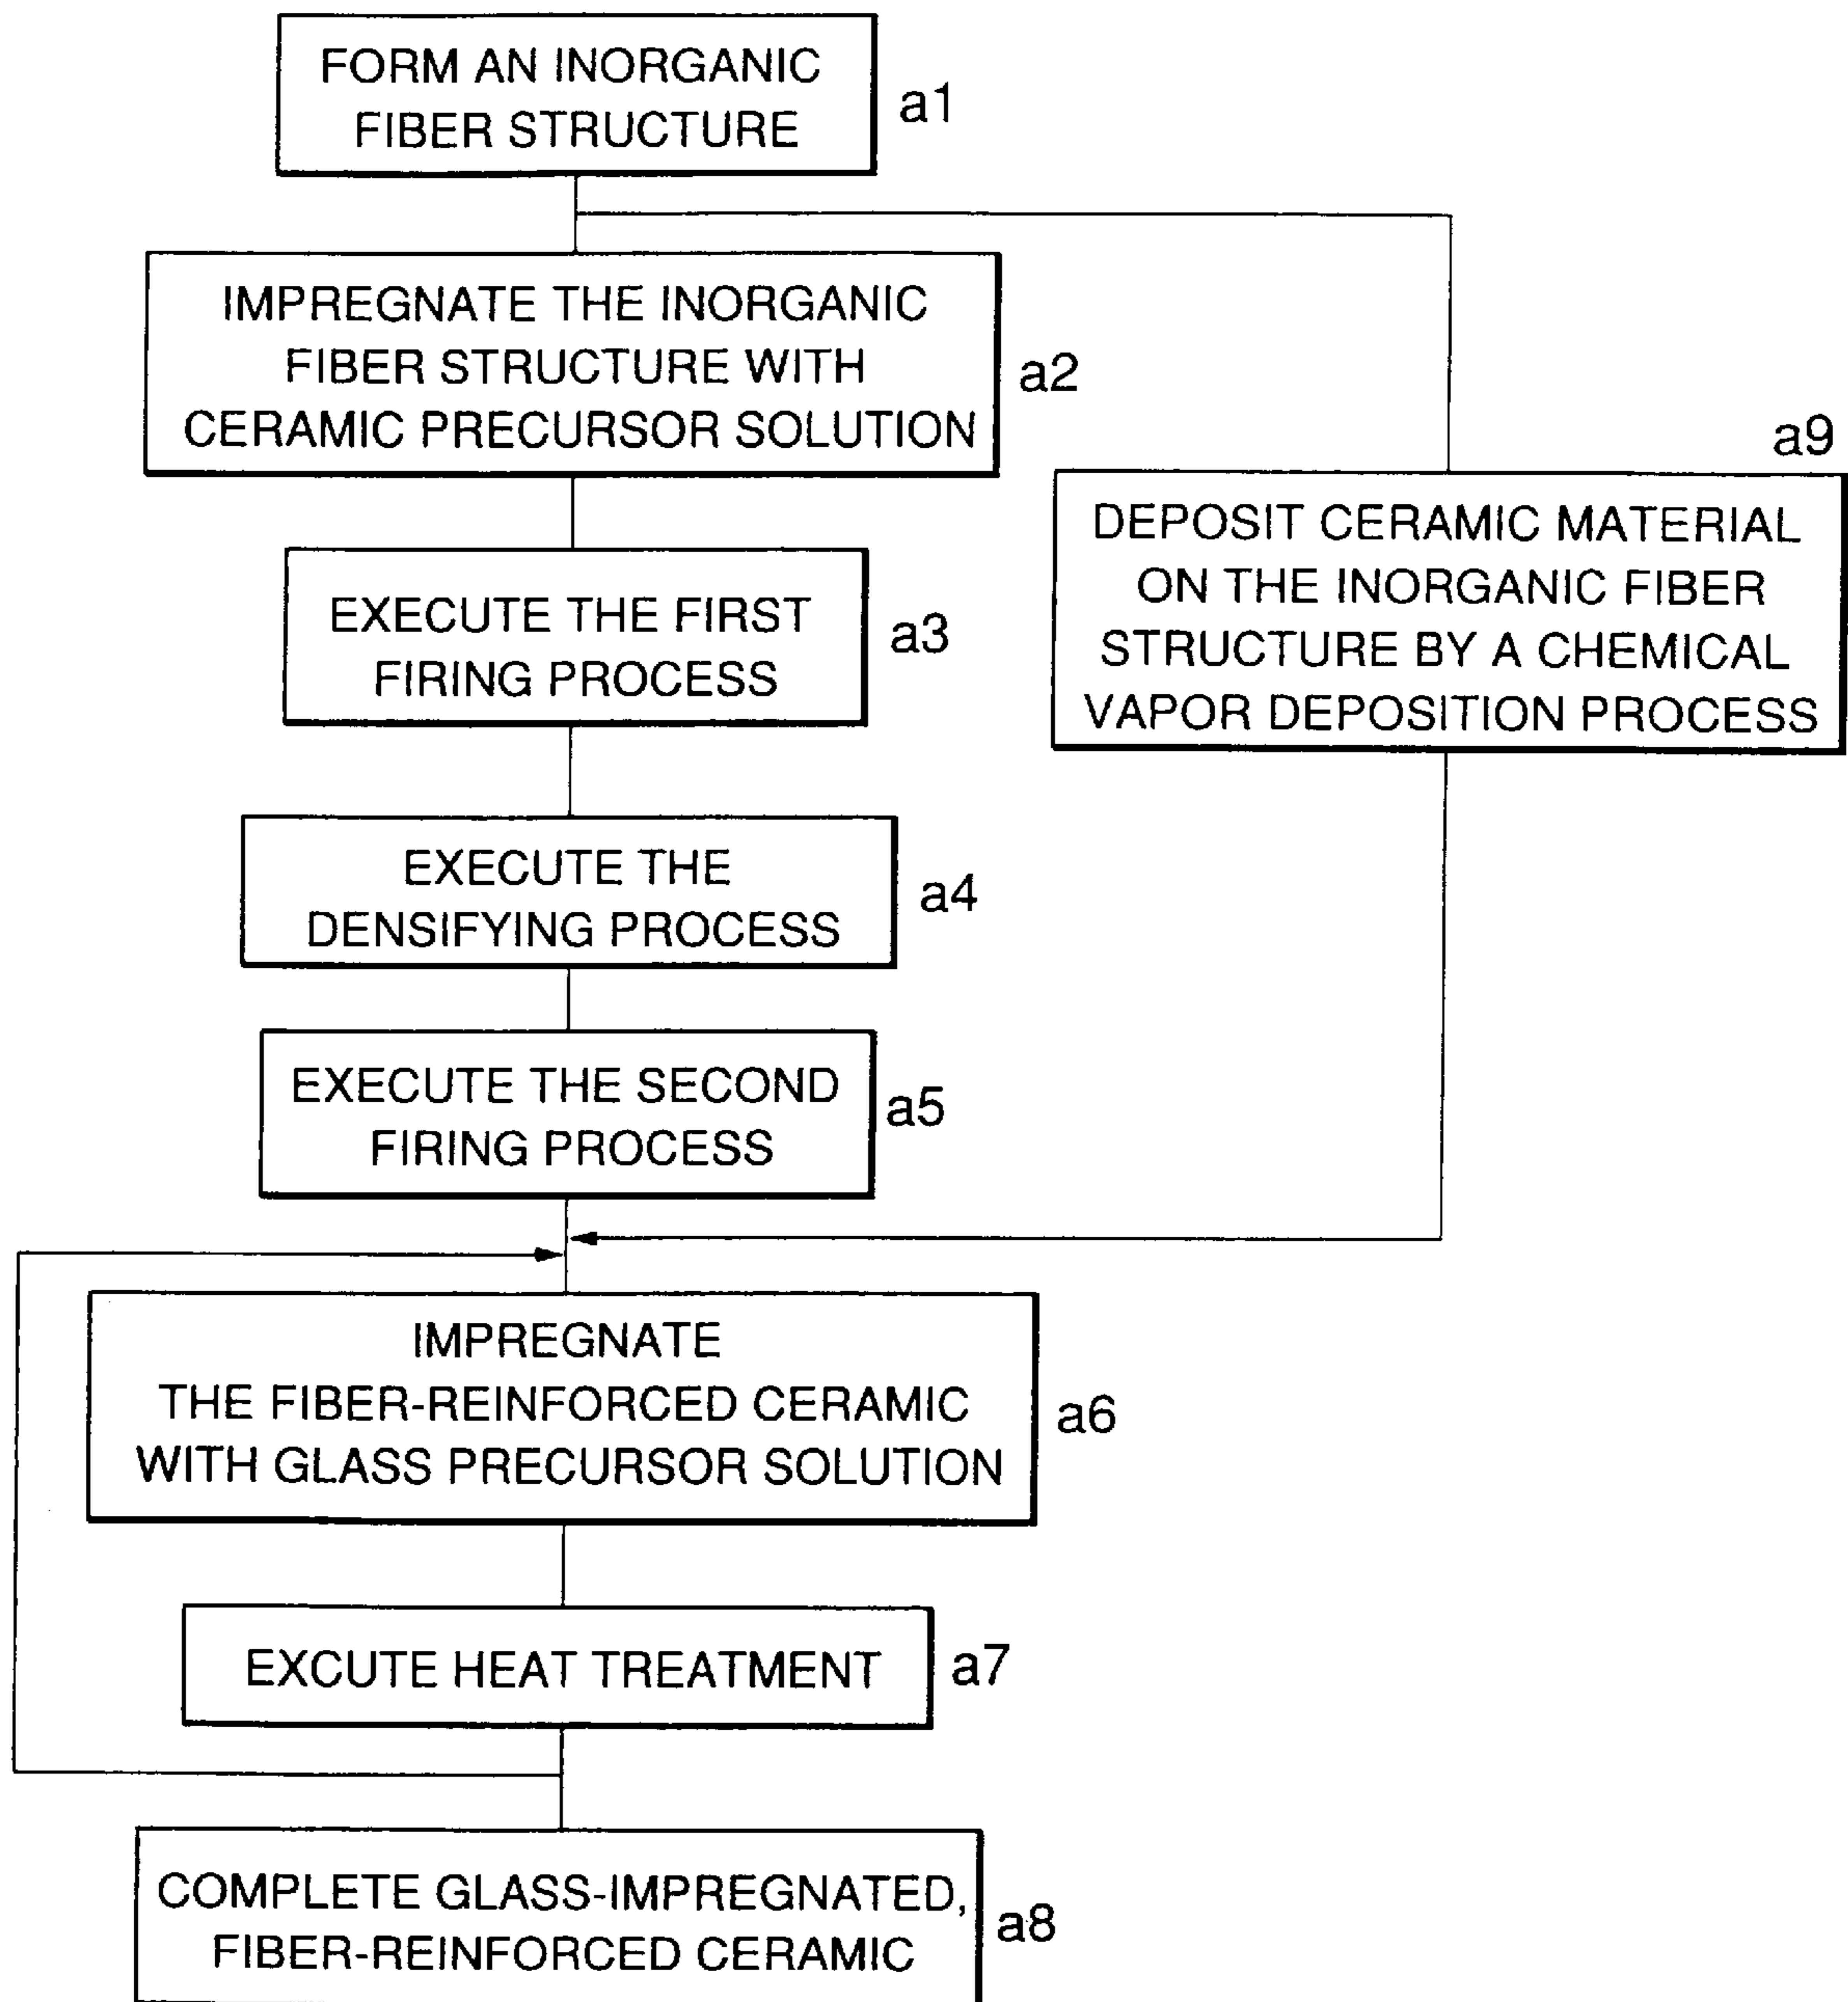 FORM AN INORGANIC
FIBER STRUCTURE
a1
IMPREGNATE THE INORGANIC
FIBER STRUCTURE WITH
CERAMIC PRECURSOR SOLUTION
a2
a9
DEPOSIT CERAMIC MATERIAL
ON THE INORGANIC FIBER
STRUCTURE BY A CHEMICAL
VAPOR DEPOSITION PROCESS
EXECUTE THE FIRST
FIRING PROCESS
a3
EXECUTE THE
DENSIFYING PROCESS
a4
EXECUTE THE SECOND
FIRING PROCESS
a5
IMPREGNATE
THE FIBER-REINFORCED CERAMIC
WITH GLASS PRECURSOR SOLUTION
a6
EXCUTE HEAT TREATMENT
a7
COMPLETE GLASS-IMPREGNATED,
FIBER-REINFORCED CERAMIC
a8